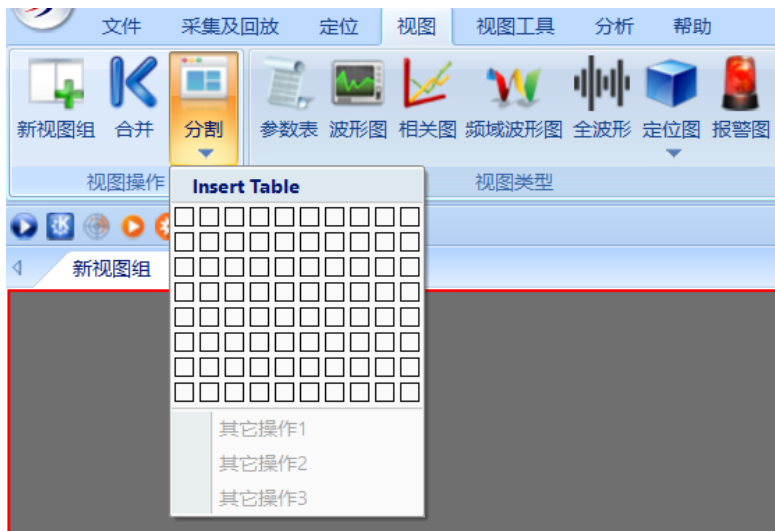 文件 采集及回放 定位 视图 视图工具 分析 帮助
新视图组 合并 分割 参数表 波形图 相关图 频域波形图 全波形 定位图 报警图
视图操作 视图类型
Insert Table
新视图组
其它操作1
其它操作2
其它操作3